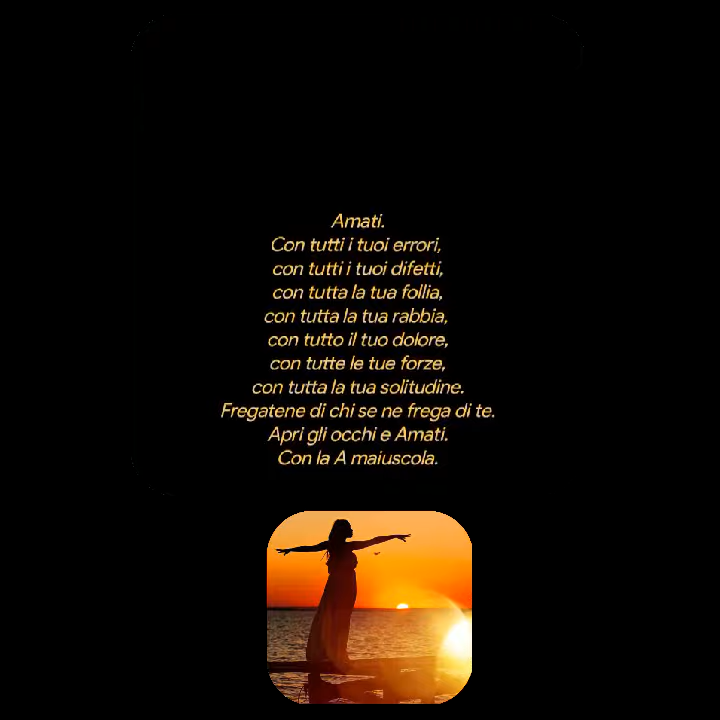 Amati.
Con tutti i tuoi errori,
con tutti i tuoi difetti,
con tutta la tua follia,
con tutta la tua rabbia,
con tutto il tuo dolore,
con tutte le tue forze,
con tutta la tua solitudine.
Fregatene di chi se ne frega di te.
Apri gli occhi e Amati.
Con la A maiuscola.